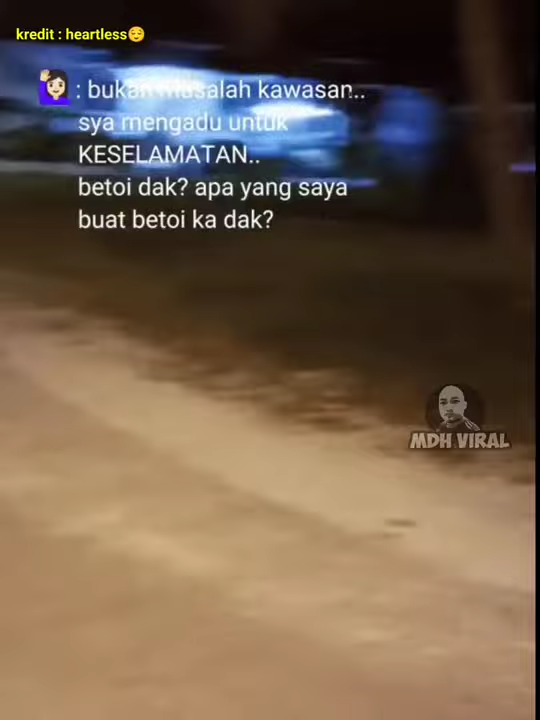 kredit : heartless😌
🙋🏻‍♀️ : bukan masalah kawasan..
sya mengadu untuk
KESELAMATAN..
betoi dak? apa yang saya
buat betoi ka dak?
MDH VIRAL